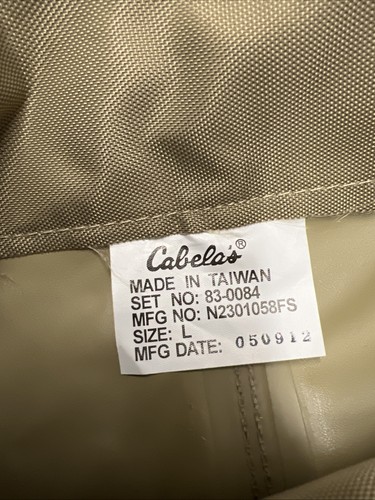 Cabela's®
MADE IN TAIWAN
SET NO: 83-0084
MFG NO: N2301058FS
SIZE: L
MFG DATE: 050912